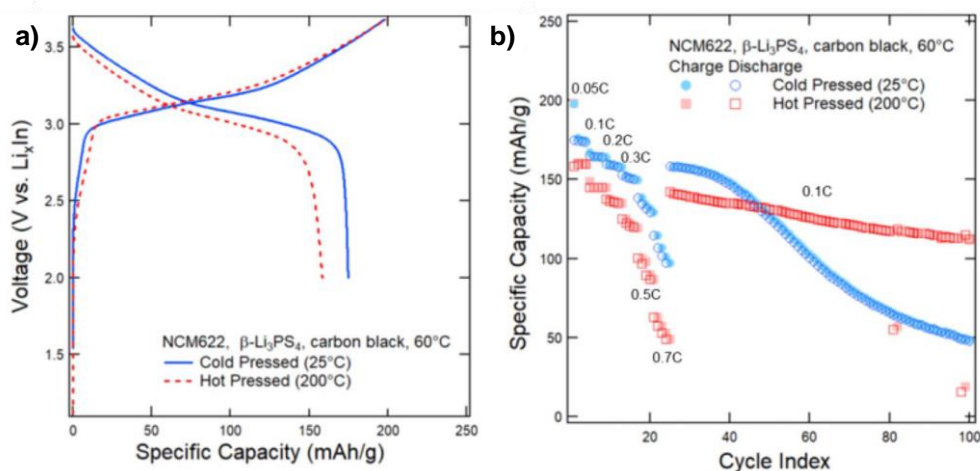 a)
3.5
3.0
2.5
2.0
1.5
Voltage (V vs. LiₓIn)
NCM622, β-Li₃PS₄, carbon black, 60°C
Cold Pressed (25°C)
Hot Pressed (200°C)
0 50 100 150 200 250
Specific Capacity (mAh/g)
b)
250
200
150
100
50
0
Specific Capacity (mAh/g)
NCM622, β-Li₃PS₄, carbon black, 60°C
Charge Discharge
Cold Pressed (25°C)
Hot Pressed (200°C)
0.05C
0.1C
0.2C
0.3C
0.1C
0.5C
0.7C
20 40 60 80 100
Cycle Index